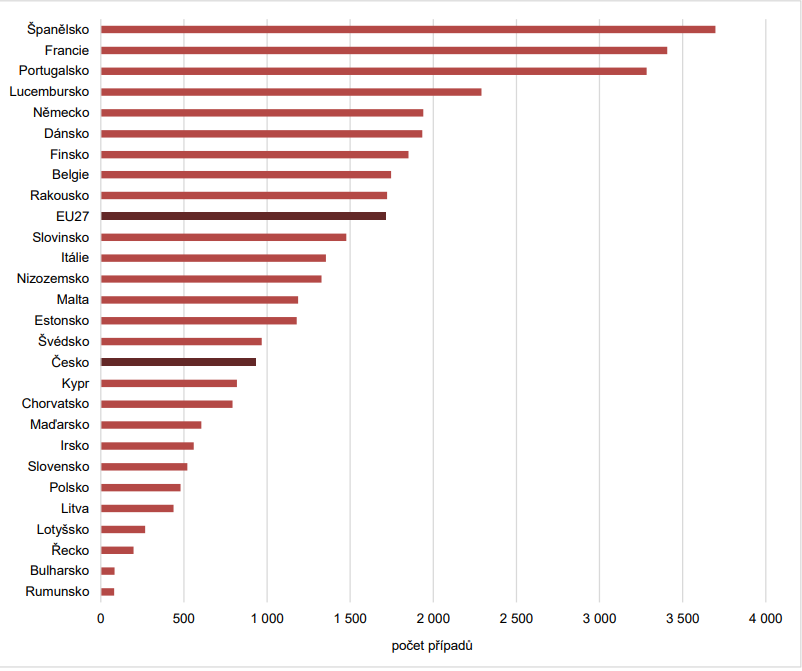 Španělsko
Francie
Portugalsko
Lucembursko
Německo
Dánsko
Finsko
Belgie
Rakousko
EU27
Slovinsko
Itálie
Nizozemsko
Malta
Estonsko
Švédsko
Česko
Kypr
Chorvatsko
Maďarsko
Irsko
Slovensko
Polsko
Litva
Lotyšsko
Řecko
Bulharsko
Rumunsko
0 500 1 000 1 500 2 000 2 500 3 000 3 500 4 000
počet případů